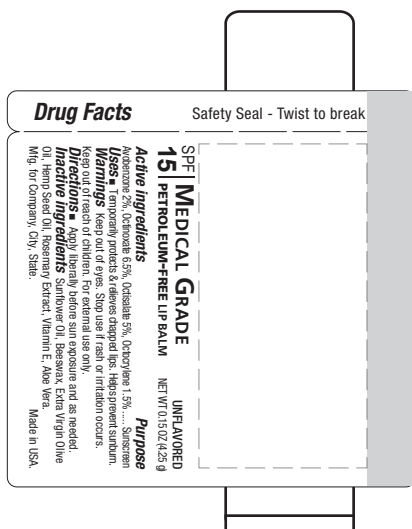 Drug Facts
Safety Seal - Twist to break
SPF
15
MEDICAL GRADE
PETROLEUM-FREE LIP BALM
UNFLAVORED
NET WT 0.15 OZ (4.25 g)
Active ingredients Purpose
Avobenzone 2%, Octinoxate 6.5%, Octisalate 5%, Octocrylene 1.5%..... Sunscreen
Uses ■ Temporarily protects & relieves chapped lips. Helps prevent sunburn.
Warnings Keep out of eyes. Stop use if rash or irritation occurs.
Keep out of reach of children. For external use only.
Directions ■ Apply liberally before sun exposure and as needed.
Inactive ingredients Sunflower Oil, Beeswax, Extra Virgin Olive
Oil, Hemp Seed Oil, Rosemary Extract, Vitamin E, Aloe Vera.
Mfg. for Company, City, State. Made in USA.